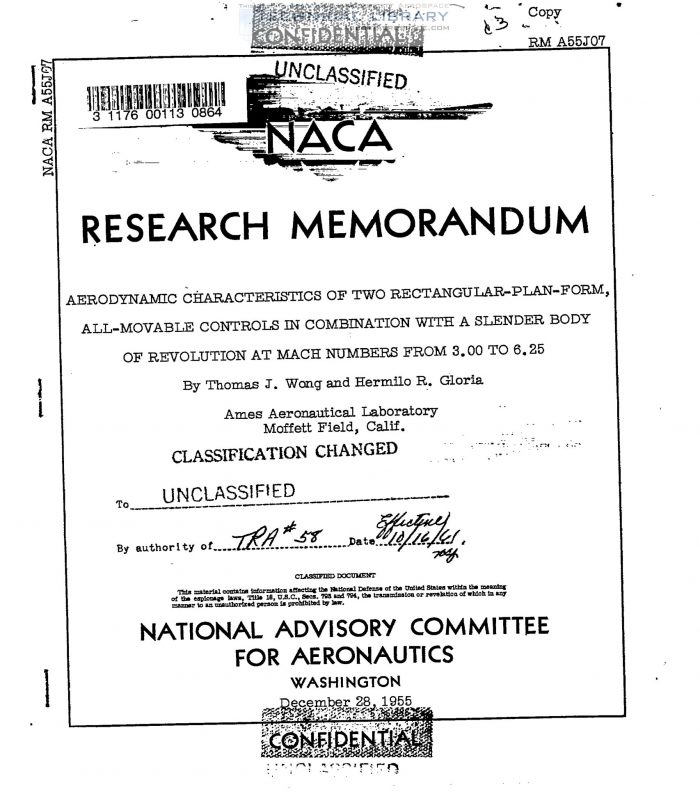 TECHNICAL LIBRARY
Copy
3
CONFIDENTIAL
RM A55J07
UNCLASSIFIED
NACA RM A55J07
3 1176 00113 0864
NACA
RESEARCH MEMORANDUM
AERODYNAMIC CHARACTERISTICS OF TWO RECTANGULAR-PLAN-FORM,
ALL-MOVABLE CONTROLS IN COMBINATION WITH A SLENDER BODY
OF REVOLUTION AT MACH NUMBERS FROM 3.00 TO 6.25
By Thomas J. Wong and Hermilo R. Gloria
Ames Aeronautical Laboratory
Moffett Field, Calif.
CLASSIFICATION CHANGED
To UNCLASSIFIED
By authority of TRA # 58 Date Effective 10/16/61.
CLASSIFIED DOCUMENT
This material contains information affecting the National Defense of the United States within the meaning
of the espionage laws, Title 18, U.S.C., Secs. 793 and 794, the transmission or revelation of which in any
manner to an unauthorized person is prohibited by law.
NATIONAL ADVISORY COMMITTEE
FOR AERONAUTICS
WASHINGTON
December 28, 1955
CONFIDENTIAL
UNCLASSIFIED